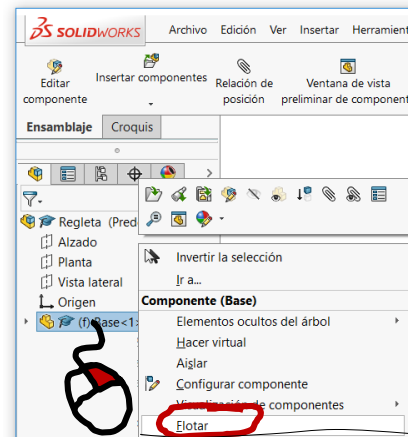 SOLIDWORKS
Archivo Edición Ver Insertar Herramient
Editar componente
Insertar componentes
Relación de posición
Ventana de vista preliminar de component
Ensamblaje Croquis
Regleta (Pred
Alzado
Planta
Vista lateral
Origen
(f) Base<1>
Invertir la selección
Ir a...
Componente (Base)
Elementos ocultos del árbol
Hacer virtual
Aislar
Configurar componente
Visualización de componentes
Flotar